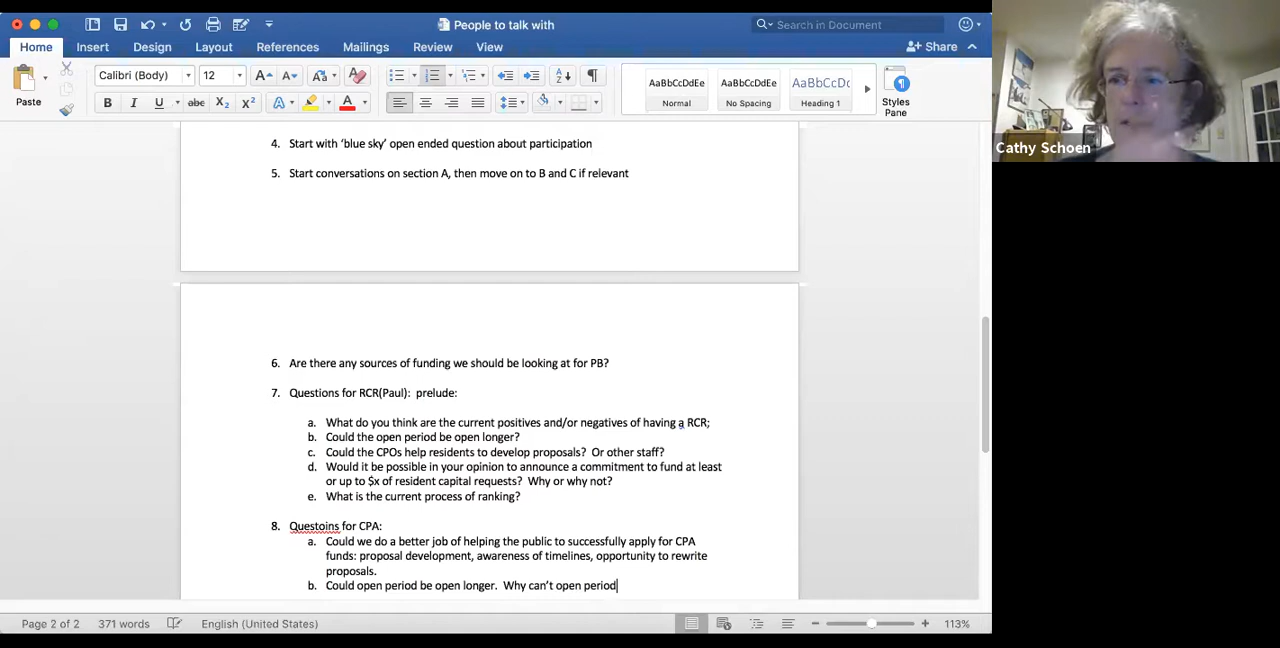 People to talk with
Search in Document
Home Insert Design Layout References Mailings Review View
Share
Paste
Calibri (Body) 12
AaBbCcDdEe AaBbCcDdEe AaBbCcDc
Normal No Spacing Heading 1
Styles
Pane
Cathy Schoen
4. Start with ‘blue sky’ open ended question about participation
5. Start conversations on section A, then move on to B and C if relevant
6. Are there any sources of funding we should be looking at for PB?
7. Questions for RCR(Paul): prelude:
a. What do you think are the current positives and/or negatives of having a RCR;
b. Could the open period be open longer?
c. Could the CPOs help residents to develop proposals? Or other staff?
d. Would it be possible in your opinion to announce a commitment to fund at least
or up to $x of resident capital requests? Why or why not?
e. What is the current process of ranking?
8. Questoins for CPA:
a. Could we do a better job of helping the public to successfully apply for CPA
funds: proposal development, awareness of timelines, opportunity to rewrite
proposals.
b. Could open period be open longer. Why can’t open period
Page 2 of 2 371 words English (United States) 113%